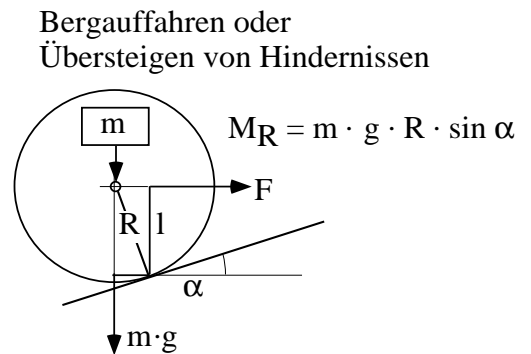 Bergauffahren oder
Übersteigen von Hindernissen
m
M_R = m · g · R · sin α
F
R
l
α
m·g